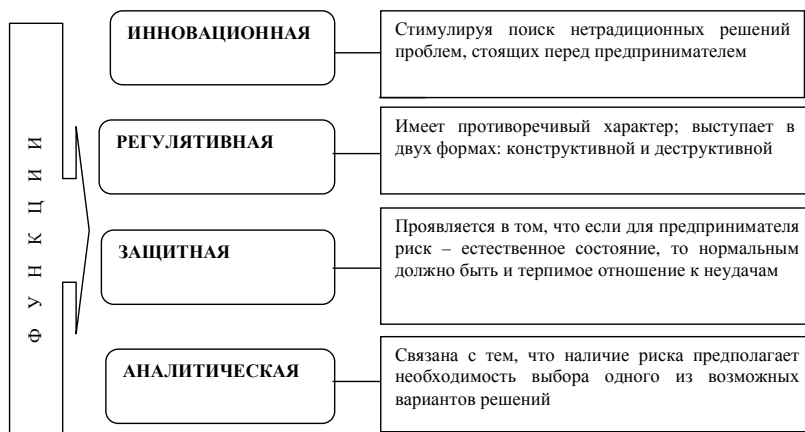 ФУНКЦИИ
ИННОВАЦИОННАЯ
Стимулируя поиск нетрадиционных решений
проблем, стоящих перед предпринимателем
РЕГУЛЯТИВНАЯ
Имеет противоречивый характер; выступает в
двух формах: конструктивной и деструктивной
ЗАЩИТНАЯ
Проявляется в том, что если для предпринимателя
риск – естественное состояние, то нормальным
должно быть и терпимое отношение к неудачам
АНАЛИТИЧЕСКАЯ
Связана с тем, что наличие риска предполагает
необходимость выбора одного из возможных
вариантов решений